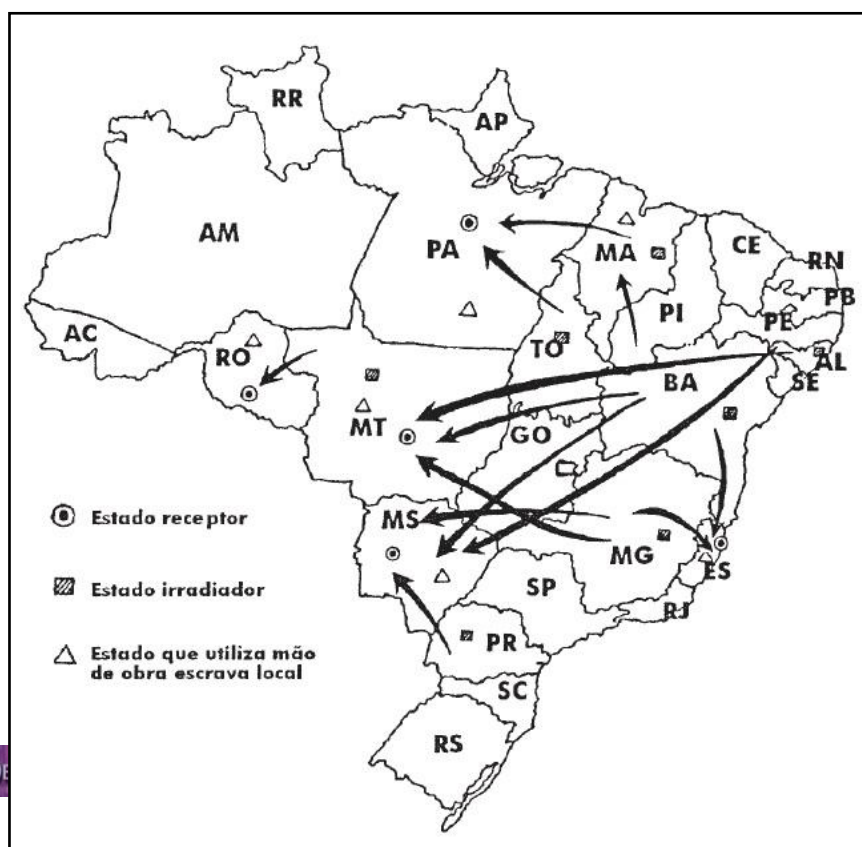 RR
AP
AM
PA
MA
CE
RN
PB
PI
PE
AC
TO
AL
RO
BA
SE
MT
GO
Estado receptor
MS
MG
ES
Estado irradiador
SP
RJ
Estado que utiliza mão
de obra escrava local
PR
SC
RS